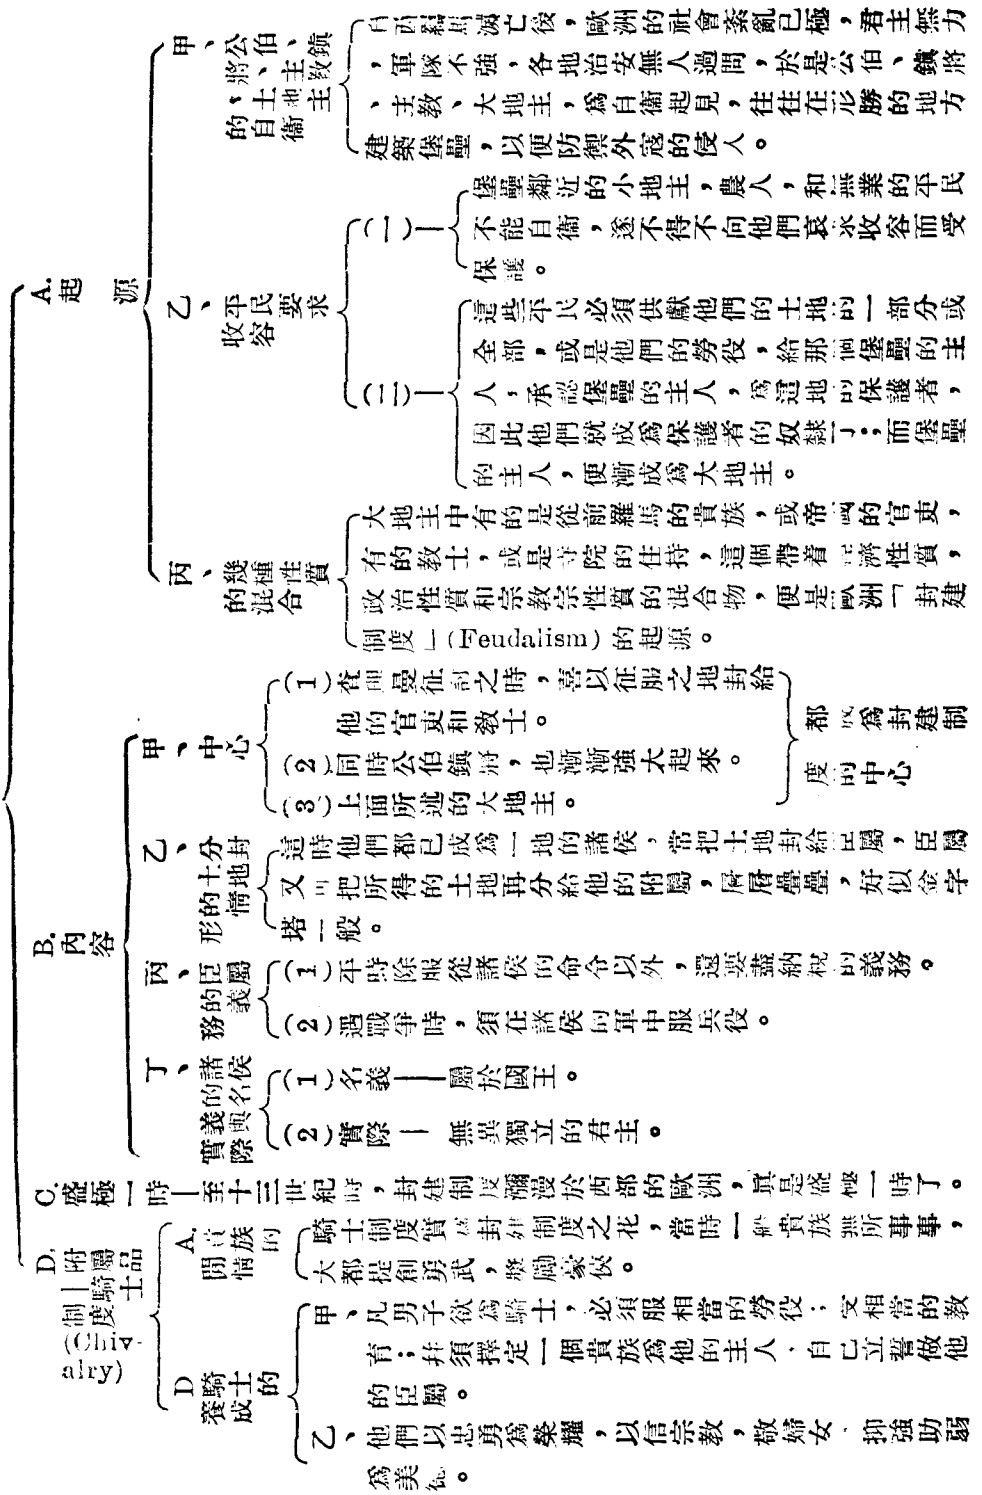 A.起源
甲、公伯、鎮
將、主教
的、土地主
自衞
自西羅馬滅亡後，歐洲的社會紊亂已極，君主無力
，軍隊不強，各地治安無人過問，於是公伯、鎮將
、主教、大地主，爲自衞起見，往往在形勝的地方
建築堡壘，以便防禦外寇的侵入。
乙、平民要求
收容
(一)
堡壘鄰近的小地主，農人，和無業的平民
不能自衞，遂不得不向他們哀求收容而受
保護。
(二)
這些平民必須供獻他們的土地的一部分或
全部，或是他們的勞役，給那個堡壘的主
人，承認堡壘的主人，爲這地的保護者，
因此他們就成爲保護者的奴隸了；而堡壘
的主人，便漸成爲大地主。
丙、幾種性質
的混合
大地主中有的是從前羅馬的貴族，或帝國的官吏，
有的教士，或是寺院的住持，這個帶着經濟性質，
政治性質和宗教宗性質的混合物，便是歐洲「封建
制度」(Feudalism)的起源。
B.內容
甲、中心
(1)查理曼征討之時，喜以征服之地封給
他的官吏和教士。
(2)同時公伯鎮將，也漸漸強大起來。
(3)上面所述的大地主。
都成爲封建制
度的中心
乙、分封
土地的情形
這時他們都已成爲一地的諸侯，常把土地封給臣屬，臣屬
又可把所得的土地再分給他的附屬，層層疊疊，好似金字
塔一般。
丙、臣屬
的義務
(1)平時除服從諸侯的命令以外，還要盡納稅的義務。
(2)遇戰爭時，須在諸侯的軍中服兵役。
丁、諸侯
的名義與實際
(1)名義——屬於國王。
(2)實際—無異獨立的君主。
C.盛極一時—至十三世紀時，封建制度瀰漫於西部的歐洲，眞是盛極一時了。
D.附屬品
—騎士
制度
(Chiv-
alry)
A.貴族的
閒情
騎士制度實爲封建制度之花，當時一般貴族無所事事，
大都提創勇武，獎勵豪俠。
D騎士的
養成
甲、凡男子欲爲騎士，必須服相當的勞役；受相當的教
育；幷須擇定一個貴族爲他的主人，自己立誓做他
的臣屬。
乙、他們以忠勇爲榮耀，以信宗教，敬婦女，抑強助弱
爲美德。